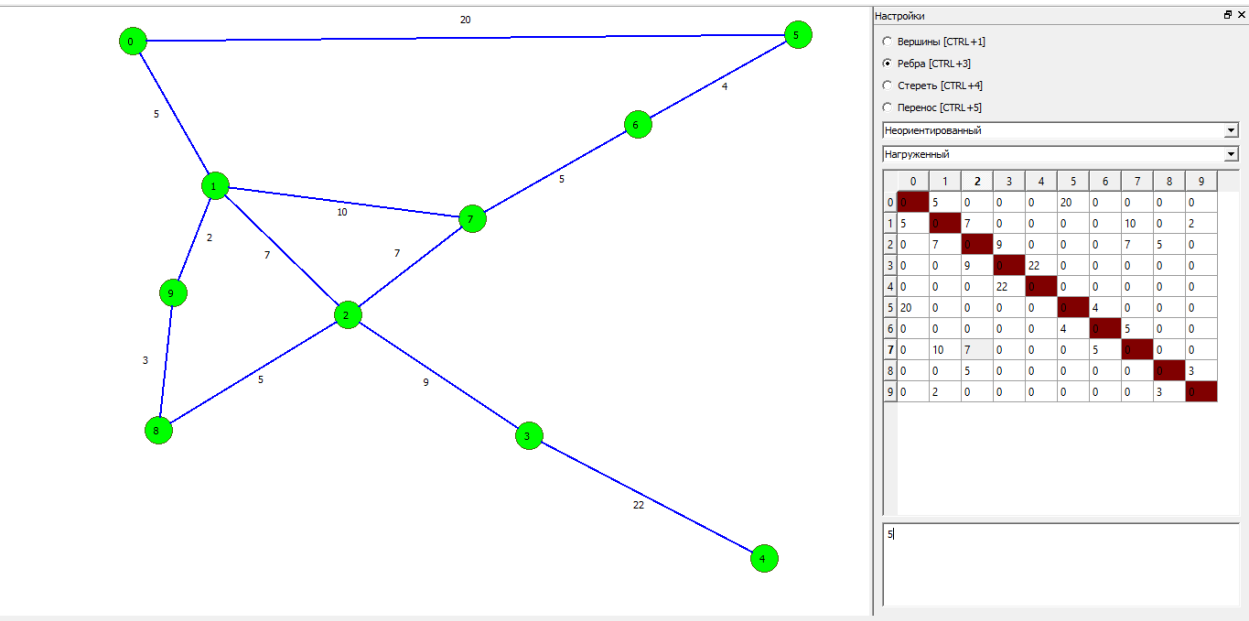 20
0
5
4
5
6
1
5
10
7
2
7
7
9
2
3
5
9
8
3
22
4
Настройки
Вершины [CTRL+1]
Ребра [CTRL+3]
Стереть [CTRL+4]
Перенос [CTRL+5]
Неориентированный
Нагруженный
0 1 2 3 4 5 6 7 8 9
0 0 5 0 0 0 20 0 0 0 0
1 5 0 7 0 0 0 0 10 0 2
2 0 7 0 9 0 0 0 7 5 0
3 0 0 9 0 22 0 0 0 0 0
4 0 0 0 22 0 0 0 0 0 0
5 20 0 0 0 0 0 4 0 0 0
6 0 0 0 0 0 4 0 5 0 0
7 0 10 7 0 0 0 5 0 0 0
8 0 0 5 0 0 0 0 0 0 3
9 0 2 0 0 0 0 0 0 3 0
5